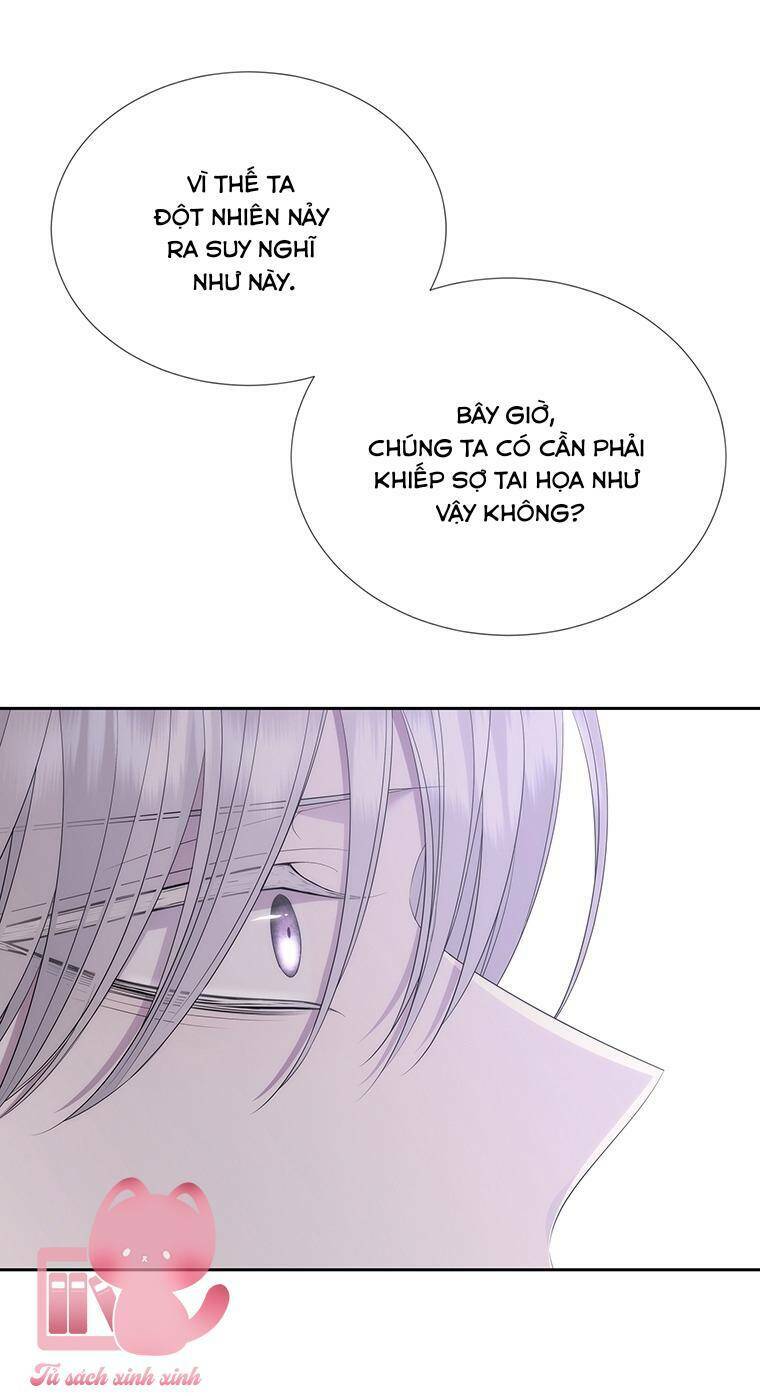 VÌ THẾ TA
ĐỘT NHIÊN NẢY
RA SUY NGHĨ
NHƯ NÀY.
BÂY GIỜ,
CHÚNG TA CÓ CẦN PHẢI
KHIẾP SỢ TAI HỌA NHƯ
VẬY KHÔNG?
Tủ sách xinh xinh